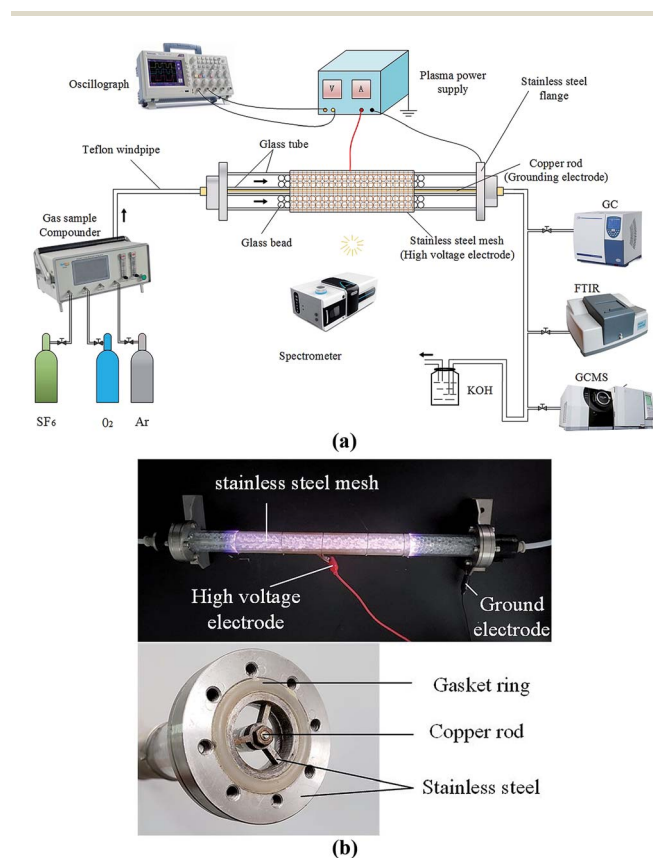 Oscillograph
V A
Plasma power
supply
Stainless steel
flange
Glass tube
Teflon windpipe
Copper rod
(Grounding electrode)
Gas sample
Compounder
GC
Glass bead
Stainless steel mesh
(High voltage electrode)
FTIR
Spectrometer
KOH
GCMS
SF6
02
Ar
(a)
stainless steel mesh
High voltage
electrode
Ground
electrode
Gasket ring
Copper rod
Stainless steel
(b)